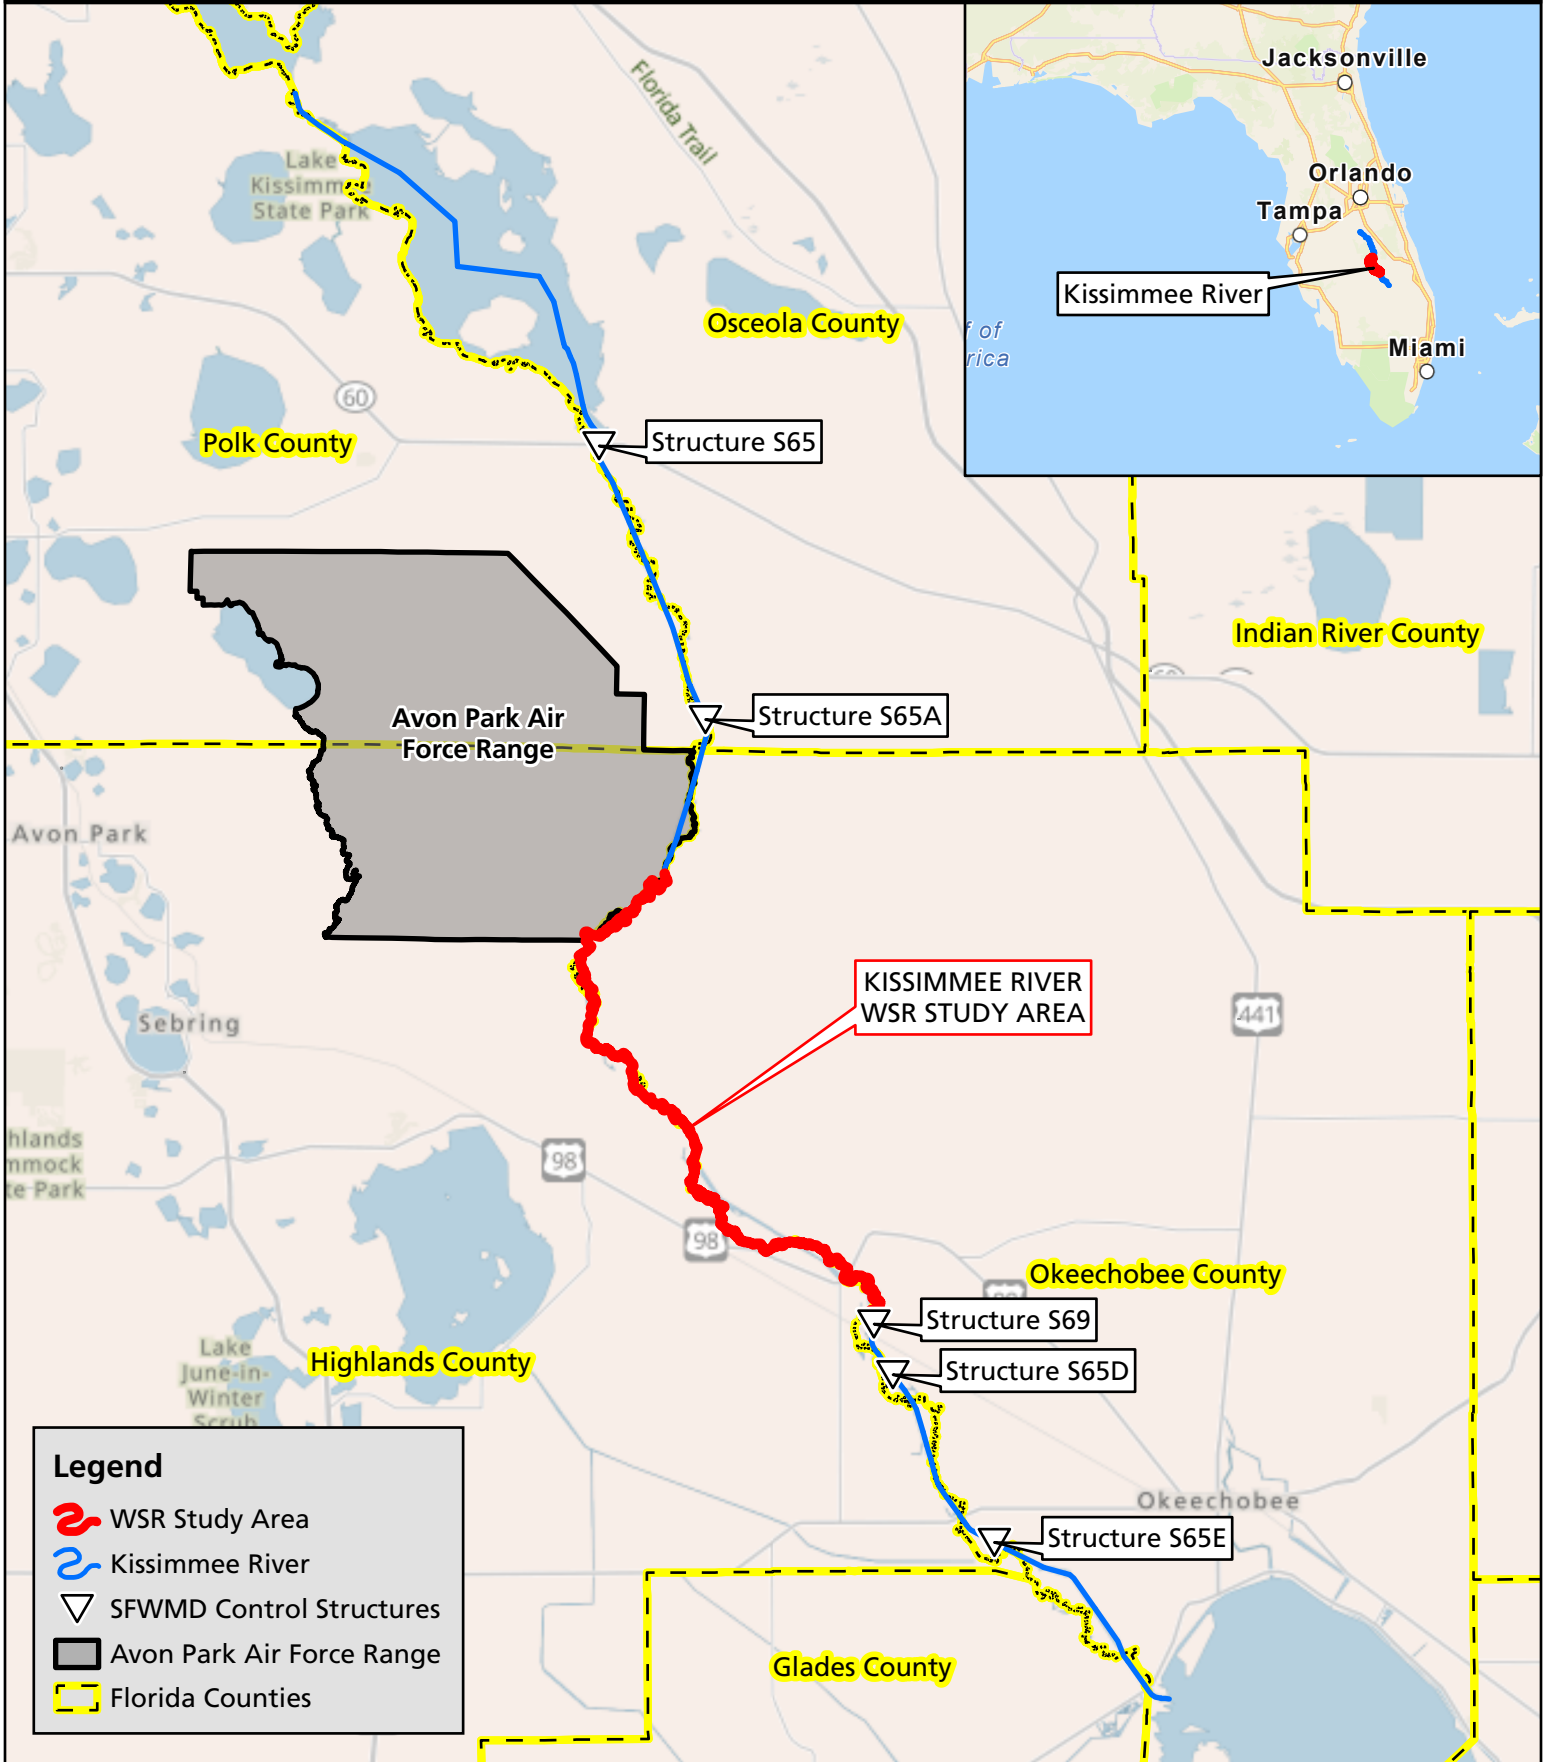 Jacksonville
Orlando
Tampa
Kissimmee River
Miami
f of
rica
Florida Trail
Lake
Kissimmee
State Park
Osceola County
60
Polk County
Structure S65
Indian River County
Avon Park Air
Force Range
Structure S65A
Avon Park
KISSIMMEE RIVER
WSR STUDY AREA
441
Sebring
hlands
mmock
te Park
98
98
Okeechobee County
Structure S69
Lake
June-in-
Winter
Scrub
Highlands County
Structure S65D
Okeechobee
Structure S65E
Glades County
Legend
WSR Study Area
Kissimmee River
SFWMD Control Structures
Avon Park Air Force Range
Florida Counties